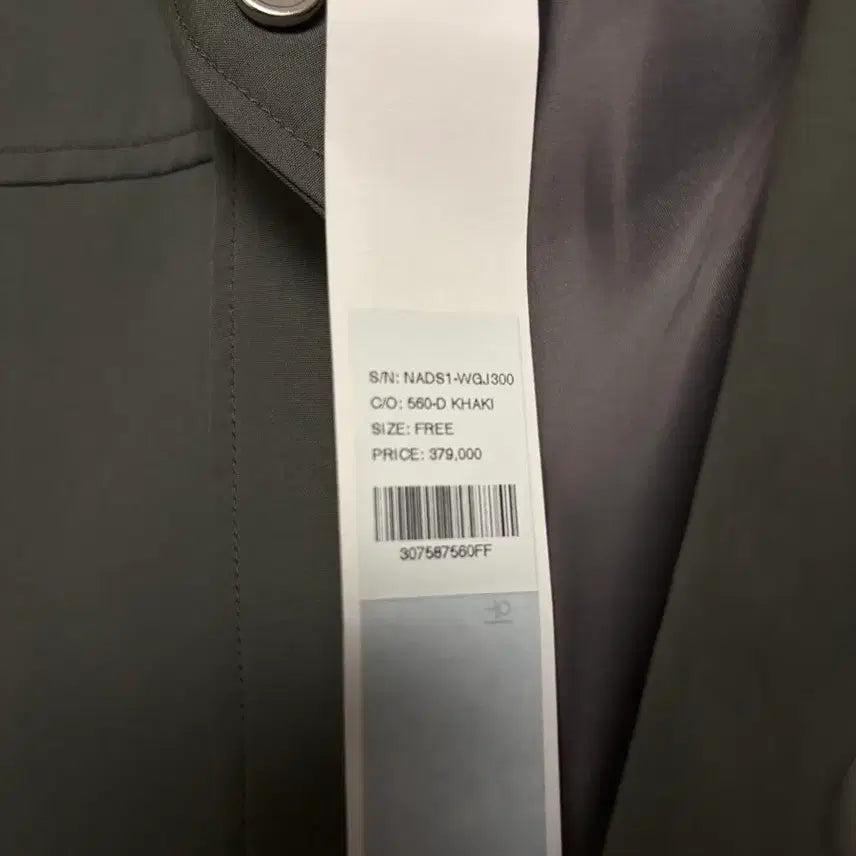 S/N: NADS1-WGJ300
C/O: 560-D KHAKI
SIZE: FREE
PRICE: 379,000
307587560FF